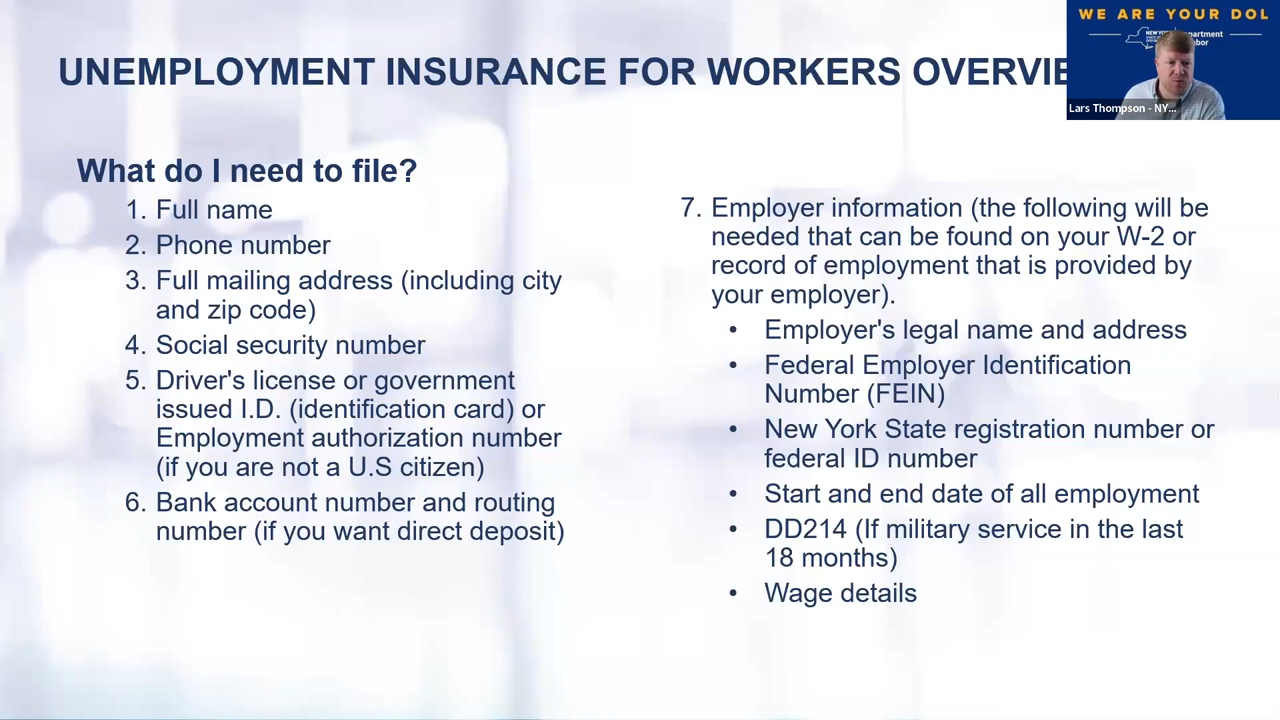 WE ARE YOUR DOL
UNEMPLOYMENT INSURANCE FOR WORKERS OVERVIE
Lars Thompson - NY...
What do I need to file?
1. Full name
2. Phone number
3. Full mailing address (including city
and zip code)
4. Social security number
5. Driver's license or government
issued I.D. (identification card) or
Employment authorization number
(if you are not a U.S citizen)
6. Bank account number and routing
number (if you want direct deposit)
7. Employer information (the following will be
needed that can be found on your W-2 or
record of employment that is provided by
your employer).
• Employer's legal name and address
• Federal Employer Identification
Number (FEIN)
• New York State registration number or
federal ID number
• Start and end date of all employment
• DD214 (If military service in the last
18 months)
• Wage details